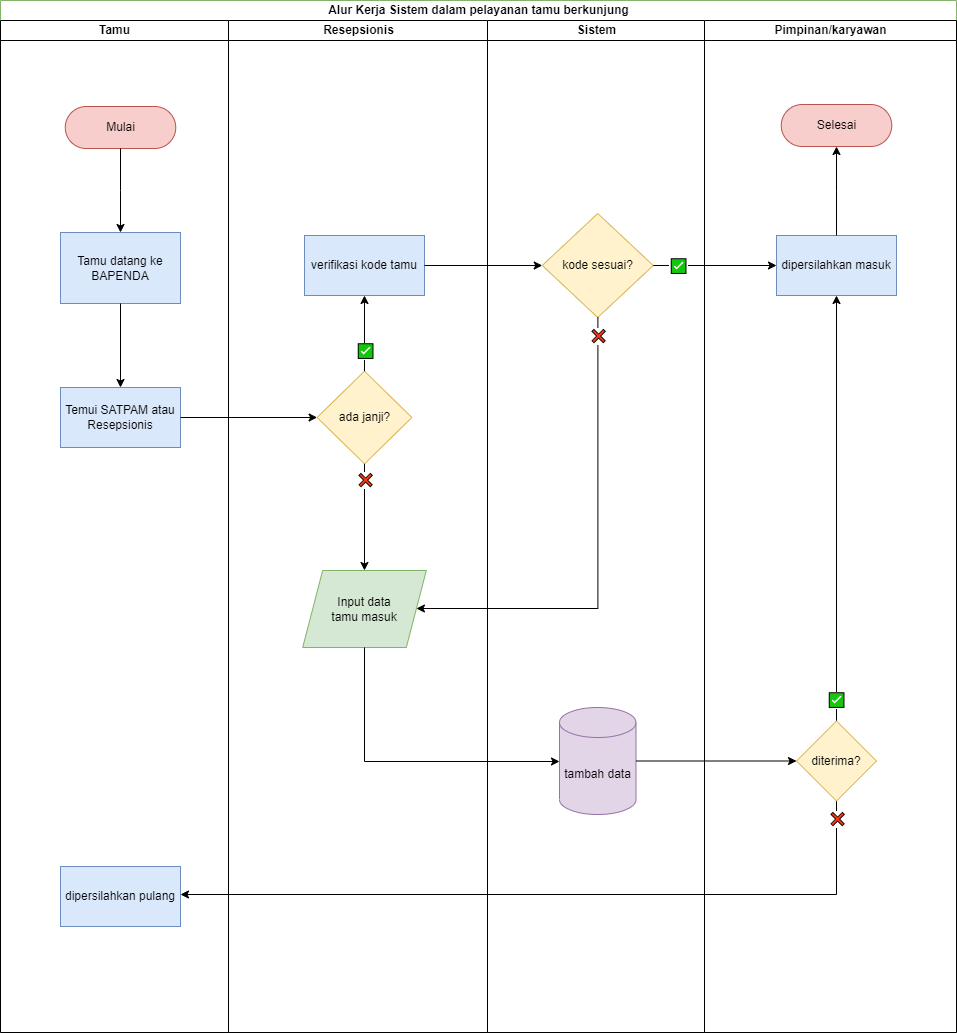 Alur Kerja Sistem dalam pelayanan tamu berkunjung
Tamu
Resepsionis
Sistem
Pimpinan/karyawan
Mulai
Selesai
Tamu datang ke
BAPENDA
verifikasi kode tamu
kode sesuai?
dipersilahkan masuk
Temui SATPAM atau
Resepsionis
ada janji?
Input data
tamu masuk
tambah data
diterima?
dipersilahkan pulang